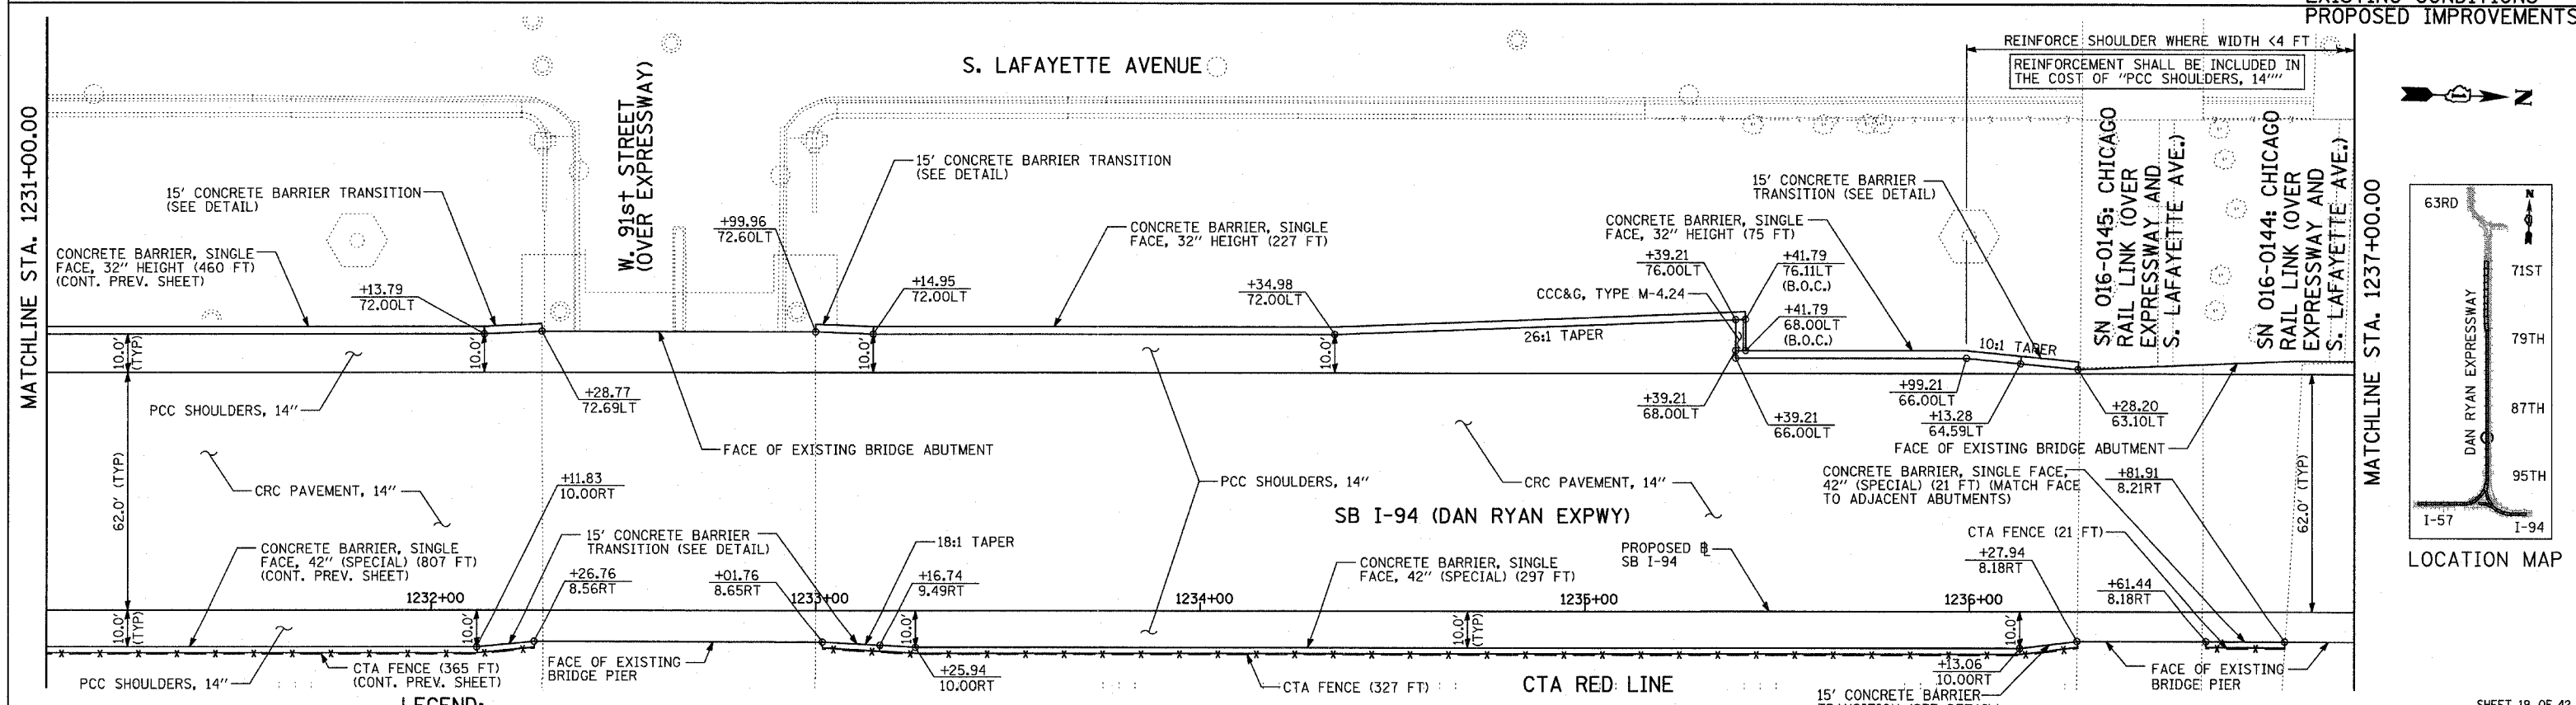 PROPOSED IMPROVEMENTS
REINFORCE SHOULDER WHERE WIDTH <4 FT
REINFORCEMENT SHALL BE INCLUDED IN
THE COST OF "PCC SHOULDERS, 14""
S. LAFAYETTE AVENUE
N
MATCHLINE STA. 1231+00.00
W. 91st STREET
(OVER EXPRESSWAY)
15' CONCRETE BARRIER TRANSITION
(SEE DETAIL)
CONCRETE BARRIER, SINGLE
FACE, 32" HEIGHT (460 FT)
(CONT. PREV. SHEET)
+13.79
72.00LT
+99.96
72.60LT
15' CONCRETE BARRIER TRANSITION
(SEE DETAIL)
+14.95
72.00LT
CONCRETE BARRIER, SINGLE
FACE, 32" HEIGHT (227 FT)
+34.98
72.00LT
15' CONCRETE BARRIER
TRANSITION (SEE DETAIL)
CONCRETE BARRIER, SINGLE
FACE, 32" HEIGHT (75 FT)
+39.21
76.00LT
+41.79
76.11LT
(B.O.C.)
CCC&G, TYPE M-4.24
+41.79
68.00LT
(B.O.C.)
26:1 TAPER
10:1 TAPER
SN 016-0145: CHICAGO
RAIL LINK (OVER
EXPRESSWAY AND
S. LAFAYETTE AVE.)
SN 016-0144: CHICAGO
RAIL LINK (OVER
EXPRESSWAY AND
S. LAFAYETTE AVE.)
MATCHLINE STA. 1237+00.00
10.0'
(TYP)
10.0'
10.0'
10.0'
PCC SHOULDERS, 14"
+28.77
72.69LT
FACE OF EXISTING BRIDGE ABUTMENT
+39.21
68.00LT
+39.21
66.00LT
+99.21
66.00LT
+13.28
64.59LT
+28.20
63.10LT
FACE OF EXISTING BRIDGE ABUTMENT
62.0' (TYP)
CRC PAVEMENT, 14"
+11.83
10.00RT
PCC SHOULDERS, 14"
CRC PAVEMENT, 14"
CONCRETE BARRIER, SINGLE FACE,
42" (SPECIAL) (21 FT) (MATCH FACE
TO ADJACENT ABUTMENTS)
+81.91
8.21RT
62.0' (TYP)
SB I-94 (DAN RYAN EXPWY)
CONCRETE BARRIER, SINGLE
FACE, 42" (SPECIAL) (807 FT)
(CONT. PREV. SHEET)
15' CONCRETE BARRIER
TRANSITION (SEE DETAIL)
18:1 TAPER
+26.76
8.56RT
+01.76
8.65RT
+16.74
9.49RT
CONCRETE BARRIER, SINGLE
FACE, 42" (SPECIAL) (297 FT)
PROPOSED
SB I-94
CTA FENCE (21 FT)
+27.94
8.18RT
+61.44
8.18RT
1232+00
1233+00
1234+00
1235+00
1236+00
10.0'
(TYP)
10.0'
10.0'
10.0'
(TYP)
10.0'
PCC SHOULDERS, 14"
CTA FENCE (365 FT)
(CONT. PREV. SHEET)
FACE OF EXISTING
BRIDGE PIER
+25.94
10.00RT
CTA FENCE (327 FT)
CTA RED LINE
+13.06
10.00RT
15' CONCRETE BARRIER
FACE OF EXISTING
BRIDGE PIER
LEGEND:
63RD
N
71ST
79TH
87TH
95TH
DAN RYAN EXPRESSWAY
I-57
I-94
LOCATION MAP
SHEET 19 OF 42